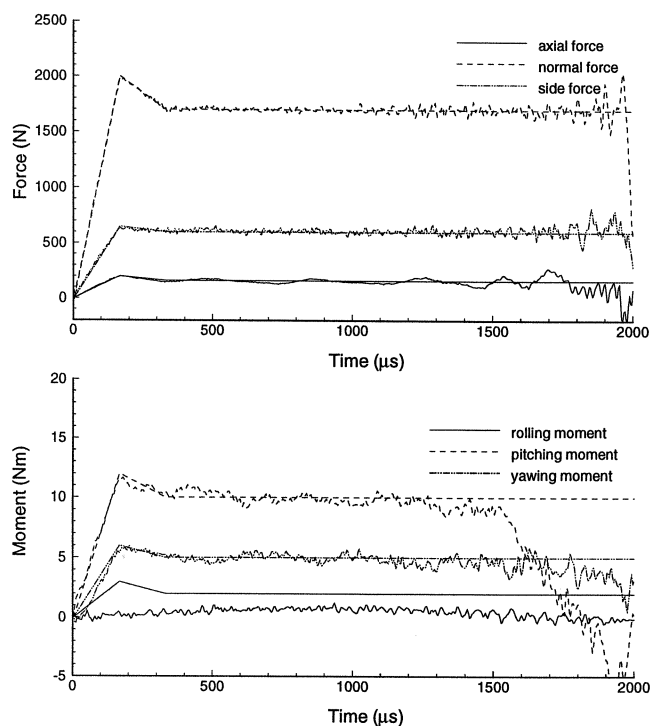 2500
2000
1500
1000
500
0
Force (N)
axial force
normal force
side force
0
500
1000
1500
2000
Time (μs)
20
15
10
5
0
-5
Moment (Nm)
rolling moment
pitching moment
yawing moment
0
500
1000
1500
2000
Time (μs)